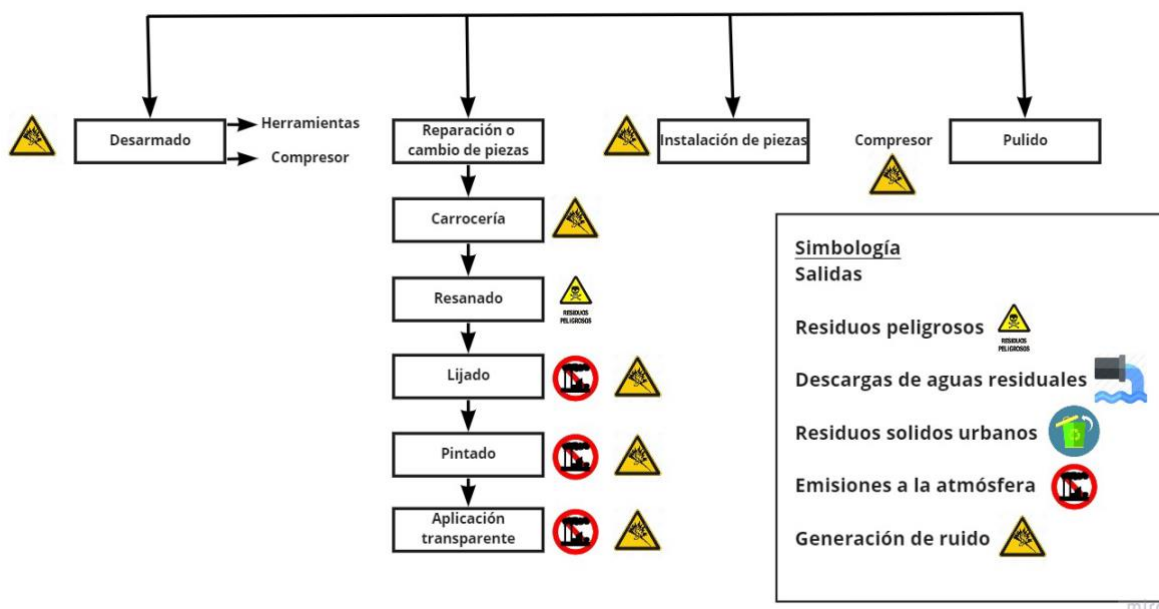 Desarmado
Herramientas
Compresor
Reparación o
cambio de piezas
Instalación de piezas
Compresor
Pulido
Carrocería
Resanado
RESIDUOS
PELIGROSOS
Lijado
Pintado
Aplicación
transparente
Simbología
Salidas
Residuos peligrosos
RESIDUOS
PELIGROSOS
Descargas de aguas residuales
Residuos solidos urbanos
Emisiones a la atmósfera
Generación de ruido
miro